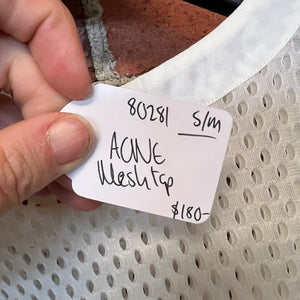 80281 S/M
ACNE
Mesh top
$180-